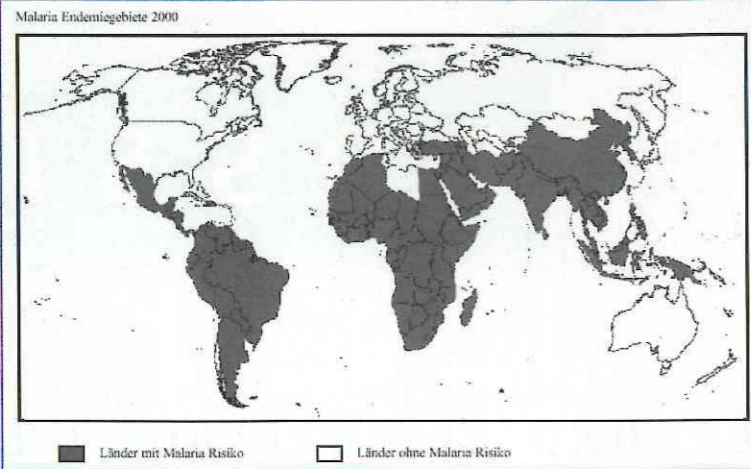 Malaria Endemiegebiete 2000
Länder mit Malaria Risiko
Länder ohne Malaria Risiko